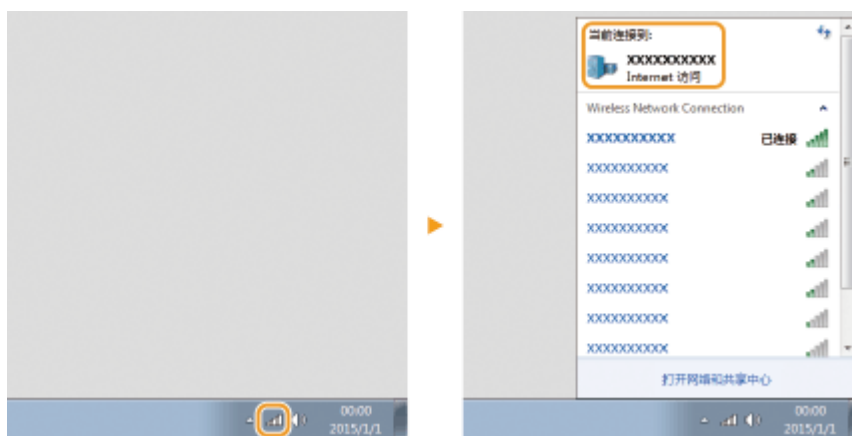 00:00
2015/1/1
当前连接到:
XXXXXXXXXX
Internet 访问
Wireless Network Connection
XXXXXXXXXX 已连接
XXXXXXXXXX
XXXXXXXXXX
XXXXXXXXXX
XXXXXXXXXX
XXXXXXXXXX
XXXXXXXXXX
XXXXXXXXXX
打开网络和共享中心
00:00
2015/1/1